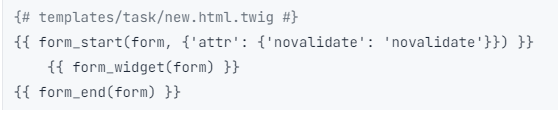 {# templates/task/new.html.twig #}
{{ form_start(form, {'attr': {'novalidate': 'novalidate'}}) }}
    {{ form_widget(form) }}
{{ form_end(form) }}